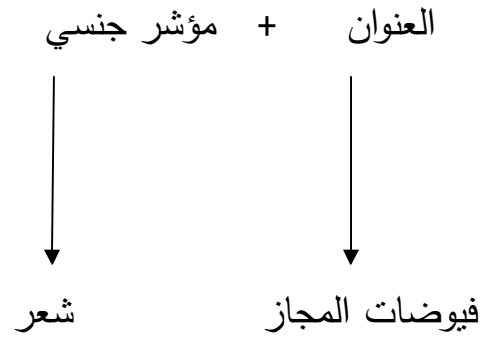 العنوان + مؤشر جنسي
فيوضات المجاز شعر